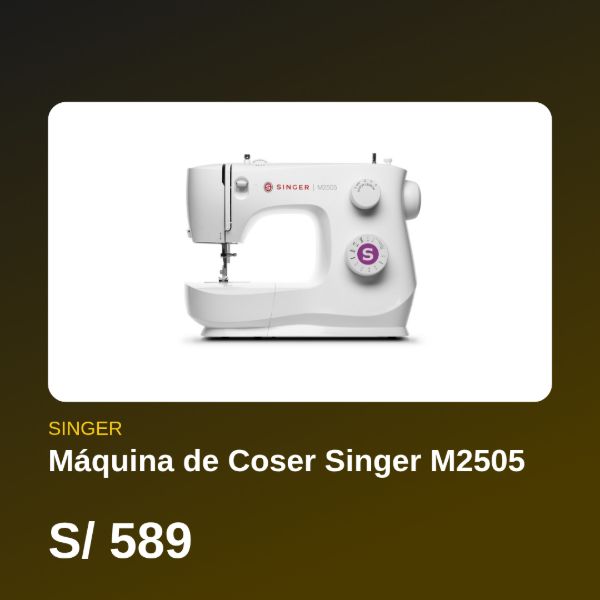 SINGER | M2505
S
SINGER
Máquina de Coser Singer M2505
S/ 589